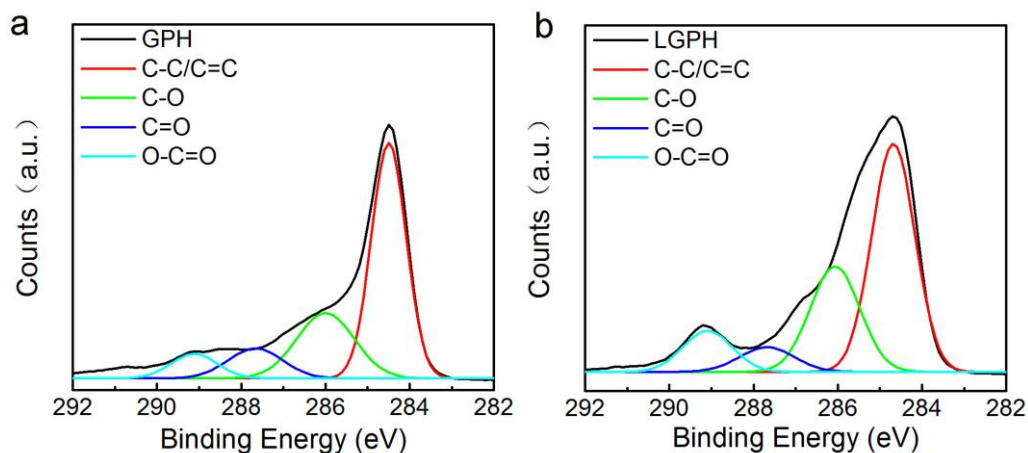 a
GPH
C-C/C=C
C-O
C=O
O-C=O
Counts（a.u.）
292 290 288 286 284 282
Binding Energy (eV)
b
LGPH
C-C/C=C
C-O
C=O
O-C=O
Counts（a.u.）
292 290 288 286 284 282
Binding Energy (eV)